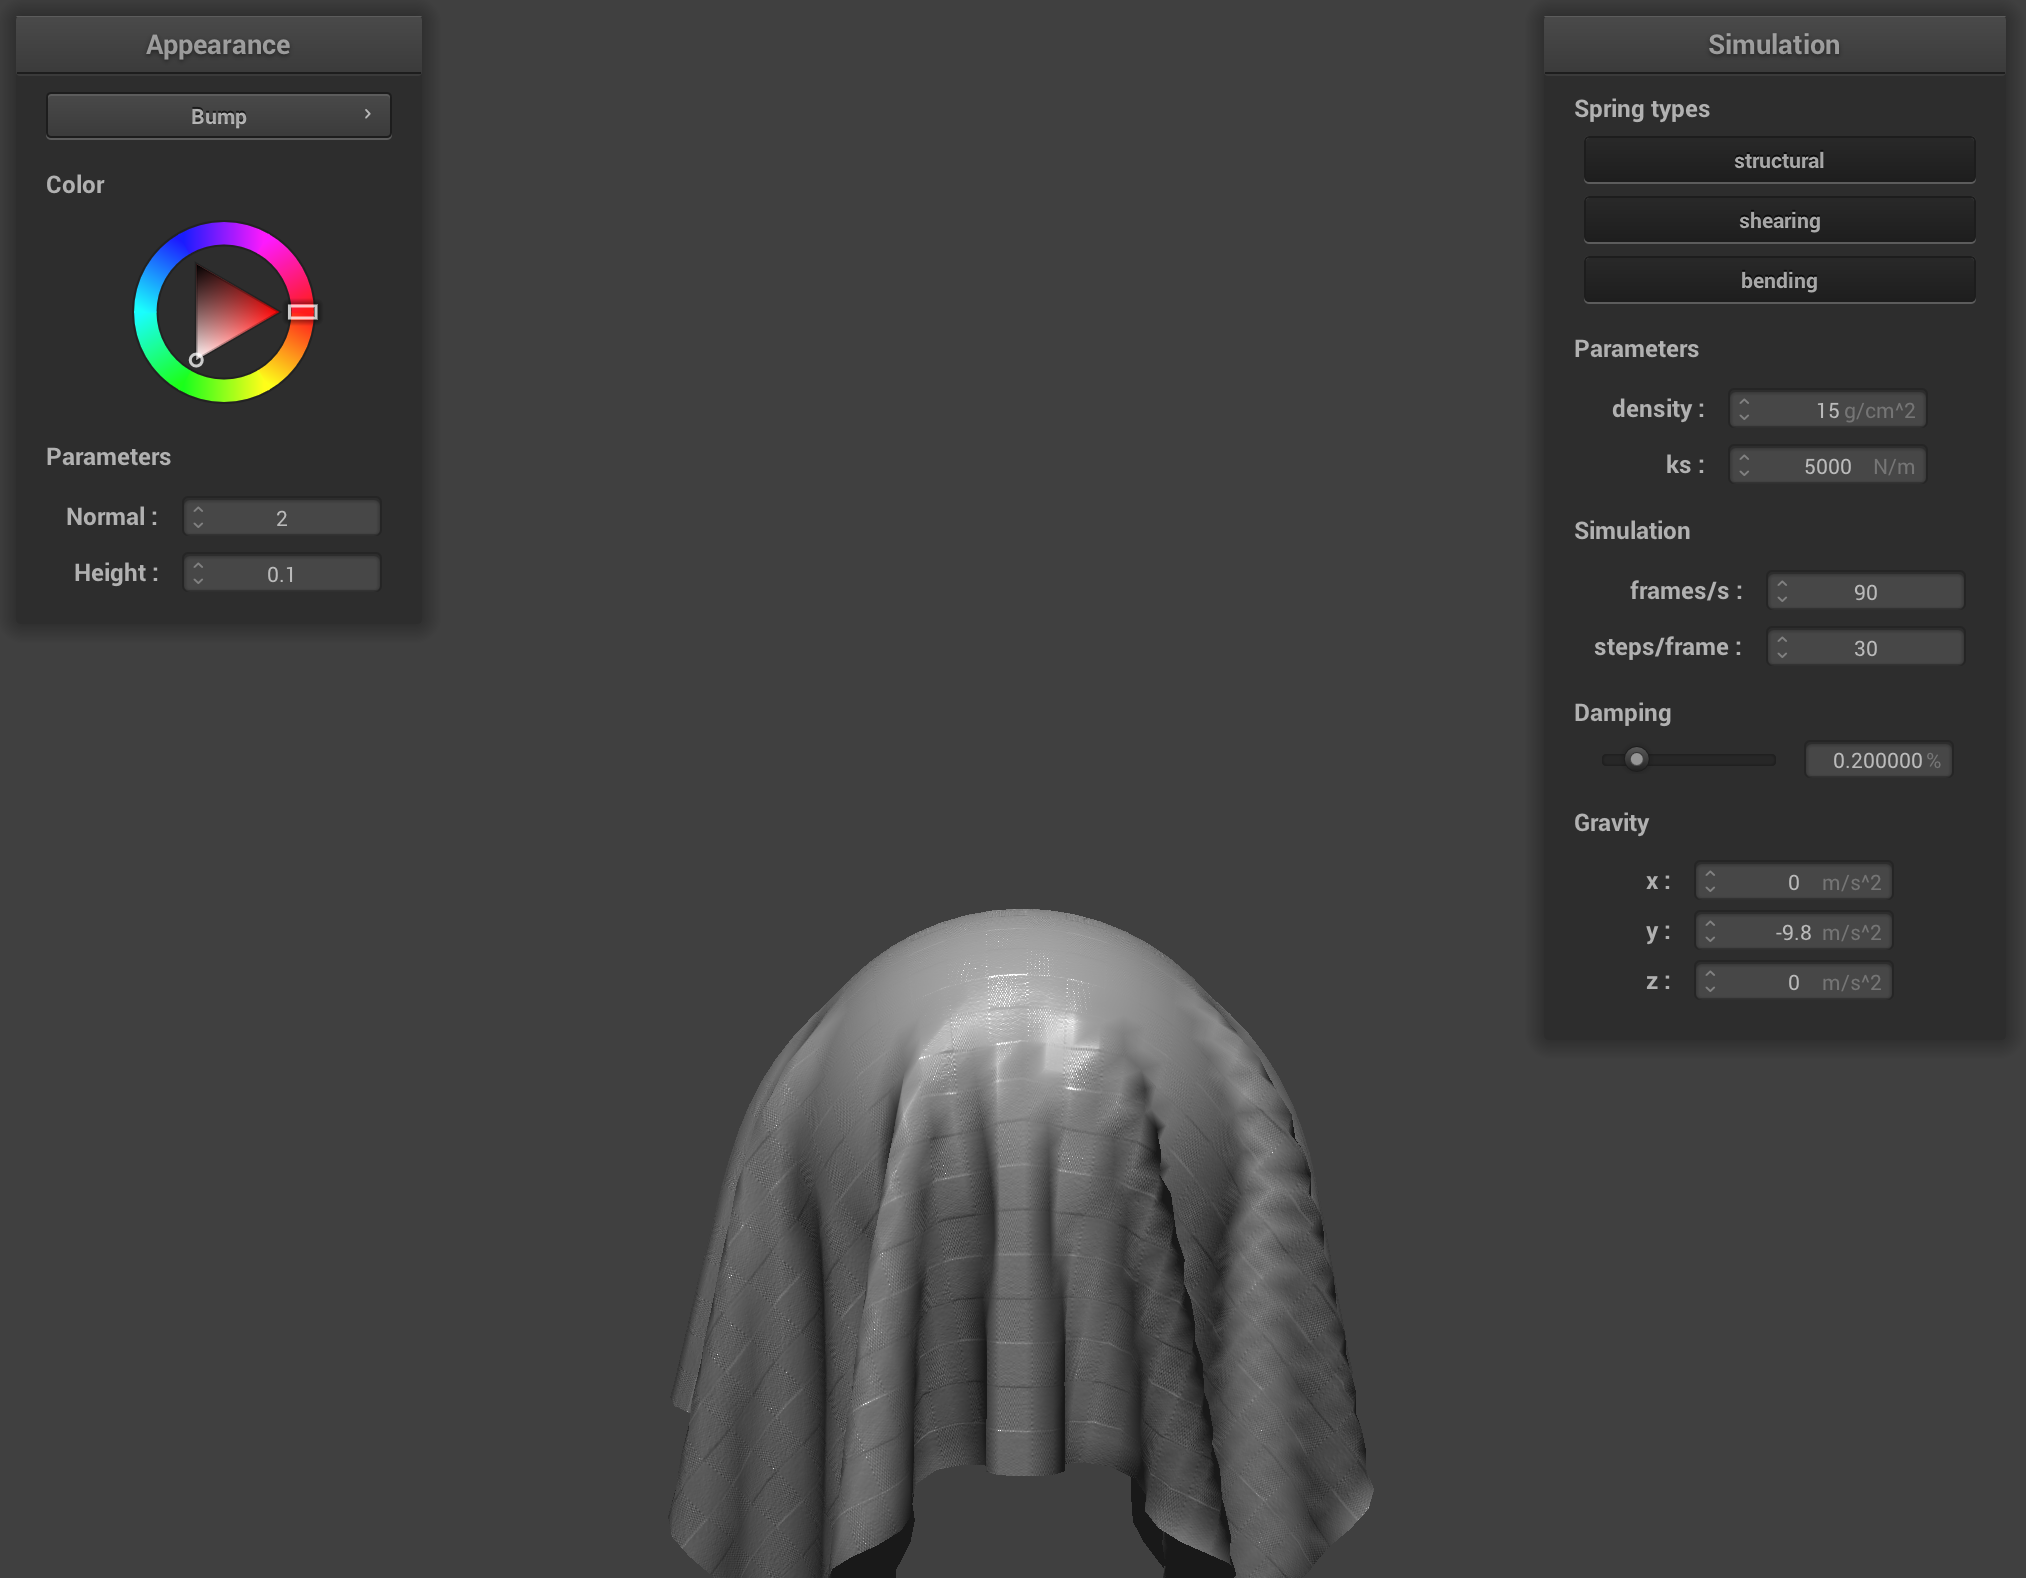 Appearance
Bump
Color
Parameters
Normal : 2
Height : 0.1
Simulation
Spring types
structural
shearing
bending
Parameters
density : 15 g/cm^2
ks : 5000 N/m
Simulation
frames/s : 90
steps/frame : 30
Damping
0.200000 %
Gravity
x : 0 m/s^2
y : -9.8 m/s^2
z : 0 m/s^2